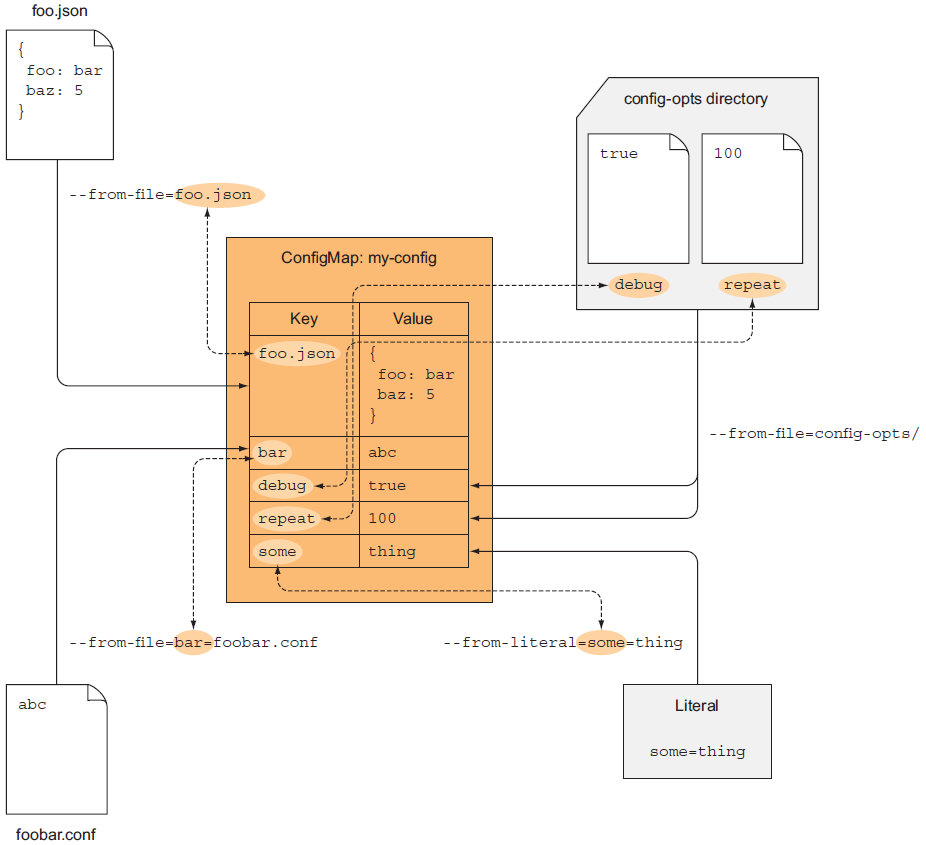 foo.json
{
foo: bar
baz: 5
}
--from-file=foo.json
config-opts directory
true
100
debug
repeat
ConfigMap: my-config
Key Value
foo.json {
foo: bar
baz: 5
}
bar abc
debug true
repeat 100
some thing
--from-file=config-opts/
--from-file=bar=foobar.conf
--from-literal=some=thing
abc
foobar.conf
Literal
some=thing